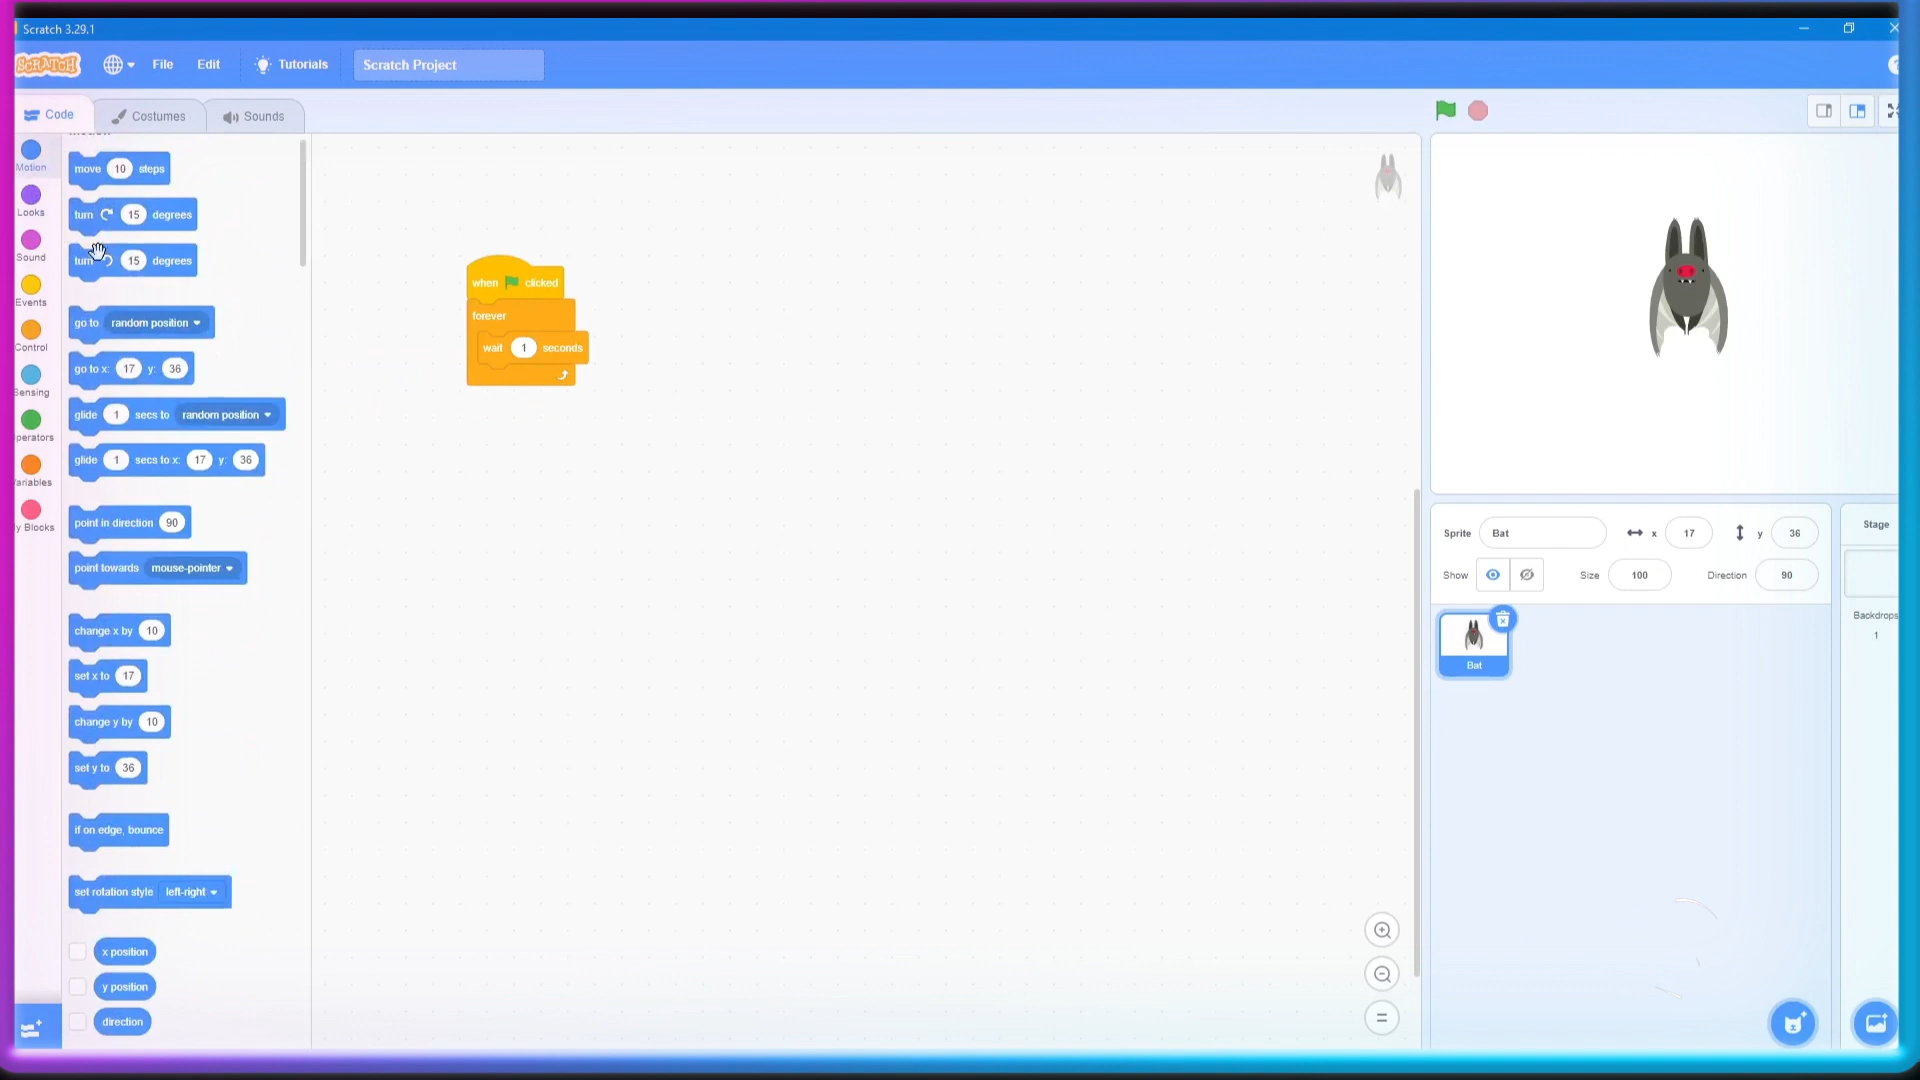 Scratch 3.29.1
SCRATCH File Edit Tutorials Scratch Project
Code Costumes Sounds
Motion
Looks
Sound
Events
Control
Sensing
perators
ariables
y Blocks
move 10 steps
turn 15 degrees
turn 15 degrees
go to random position
go to x: 17 y: 36
glide 1 secs to random position
glide 1 secs to x: 17 y: 36
point in direction 90
point towards mouse-pointer
change x by 10
set x to 17
change y by 10
set y to 36
if on edge, bounce
set rotation style left-right
x position
y position
direction
when clicked
forever
wait 1 seconds
Sprite Bat x 17 y 36
Show Size 100 Direction 90
Bat
Stage
Backdrops
1